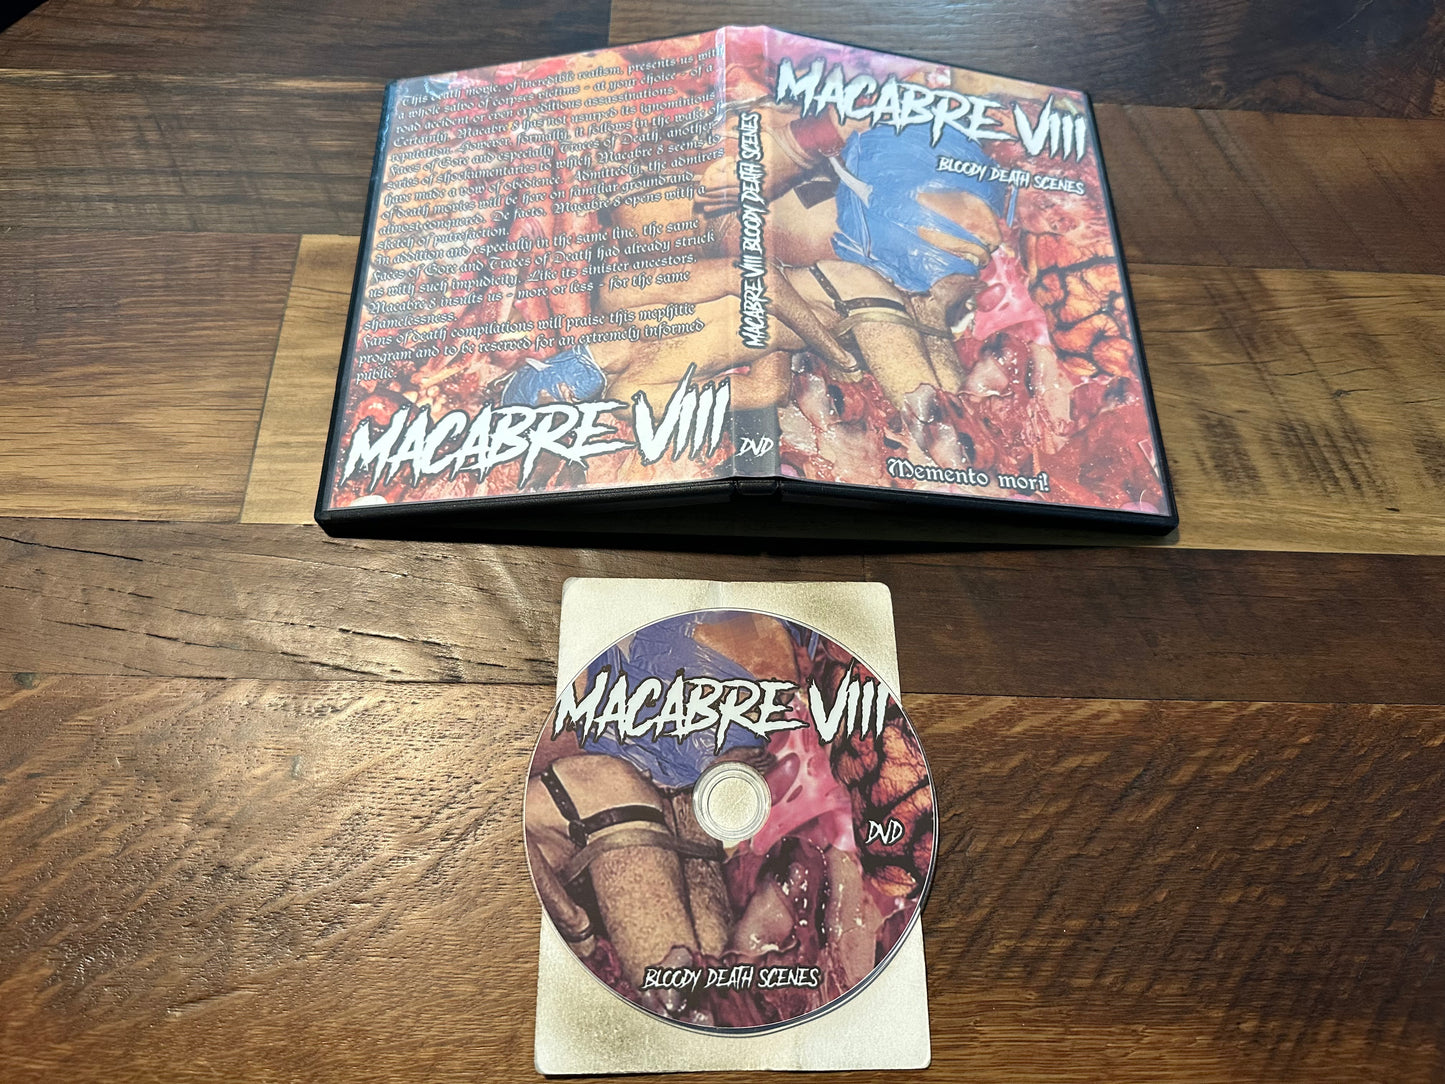 This death movie, of incredible realism, presents us with
a whole salvo of corpses victims - at your choice - of a
road accident or even expeditious assassinations.
Certainly, Macabre 8 has not usurped its ignominious
reputation. However, formally, it follows in the wake of
Faces of Gore and especially Traces of Death, another
series of shockumentaries to which Macabre 8 seems to
have made a vow of obedience. Admittedly, the admirers
of death movies will be here on familiar ground and
almost conquered. De facto, Macabre 8 opens with a
sketch of putrefaction.
In addition and especially in the same line, the same
Faces of Gore and Traces of Death had already struck
us with such impudicity. Like its sinister ancestors,
Macabre 8 insults us - more or less - for the same
shamelessness.
Fans of death compilations will praise this mephitic
program and to be reserved for an extremely informed
public.
MACABRE VIII
MACABRE VIII BLOODY DEATH SCENES
DVD
MACABRE VIII
BLOODY DEATH SCENES
Memento mori!
MACABRE VIII
DVD
BLOODY DEATH SCENES